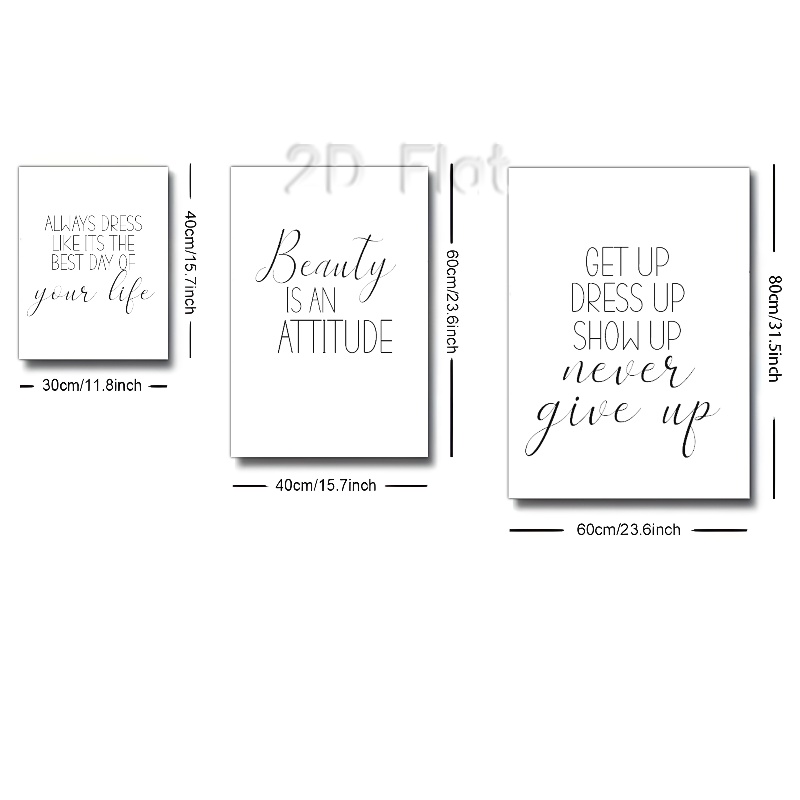 2D Flat
ALWAYS DRESS
LIKE ITS THE
BEST DAY OF
your life
40cm/15.7inch
30cm/11.8inch
Beauty
IS AN
ATTITUDE
60cm/23.6inch
40cm/15.7inch
GET UP
DRESS UP
SHOW UP
never
give up
80cm/31.5inch
60cm/23.6inch